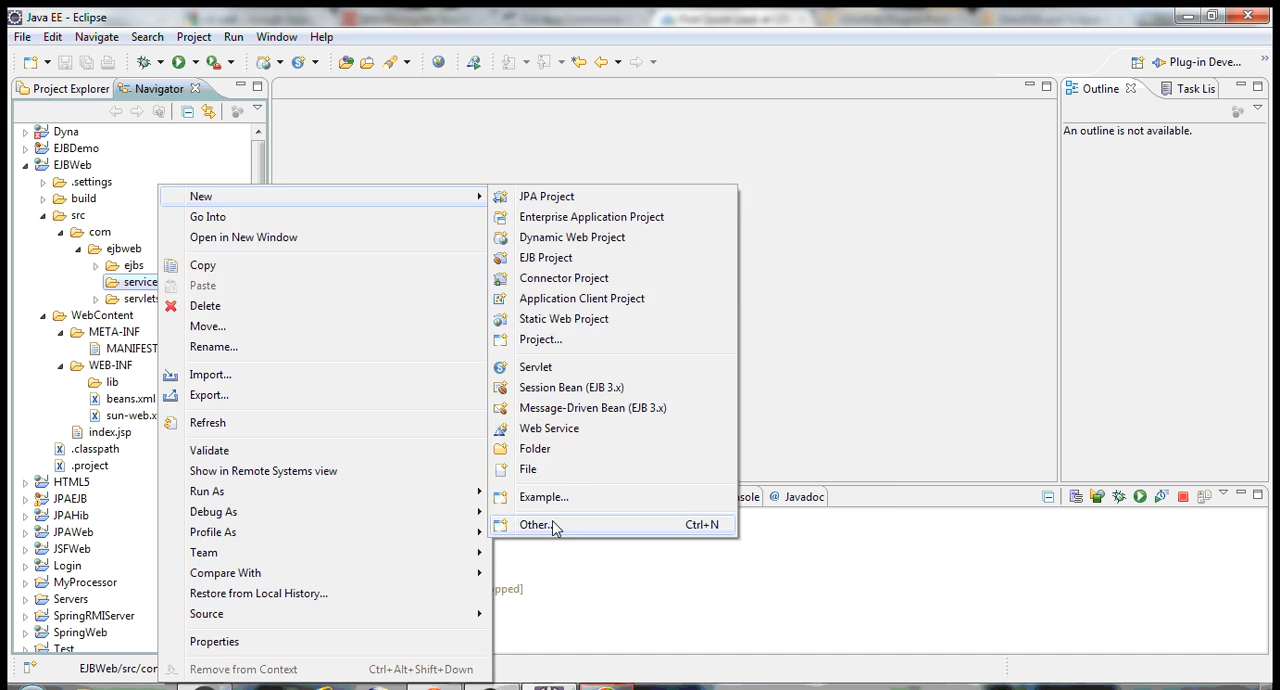 Java EE - Eclipse
File Edit Navigate Search Project Run Window Help
Plug-in Deve...
Project Explorer Navigator
Outline Task Lis
An outline is not available.
Dyna
EJBDemo
EJBWeb
.settings
build
src
com
ejbweb
ejbs
service
servlets
WebContent
META-INF
MANIFEST
WEB-INF
lib
beans.xml
sun-web.x
index.jsp
.classpath
.project
HTML5
JPAEJB
JPAHib
JPAWeb
JSFWeb
Login
MyProcessor
Servers
SpringRMIServer
SpringWeb
Test
New
Go Into
Open in New Window
Copy
Paste
Delete
Move...
Rename...
Import...
Export...
Refresh
Validate
Show in Remote Systems view
Run As
Debug As
Profile As
Team
Compare With
Restore from Local History...
Source
Properties
Remove from Context Ctrl+Alt+Shift+Down
JPA Project
Enterprise Application Project
Dynamic Web Project
EJB Project
Connector Project
Application Client Project
Static Web Project
Project...
Servlet
Session Bean (EJB 3.x)
Message-Driven Bean (EJB 3.x)
Web Service
Folder
File
Example...
Other... Ctrl+N
nsole Javadoc
pped]
EJBWeb/src/con